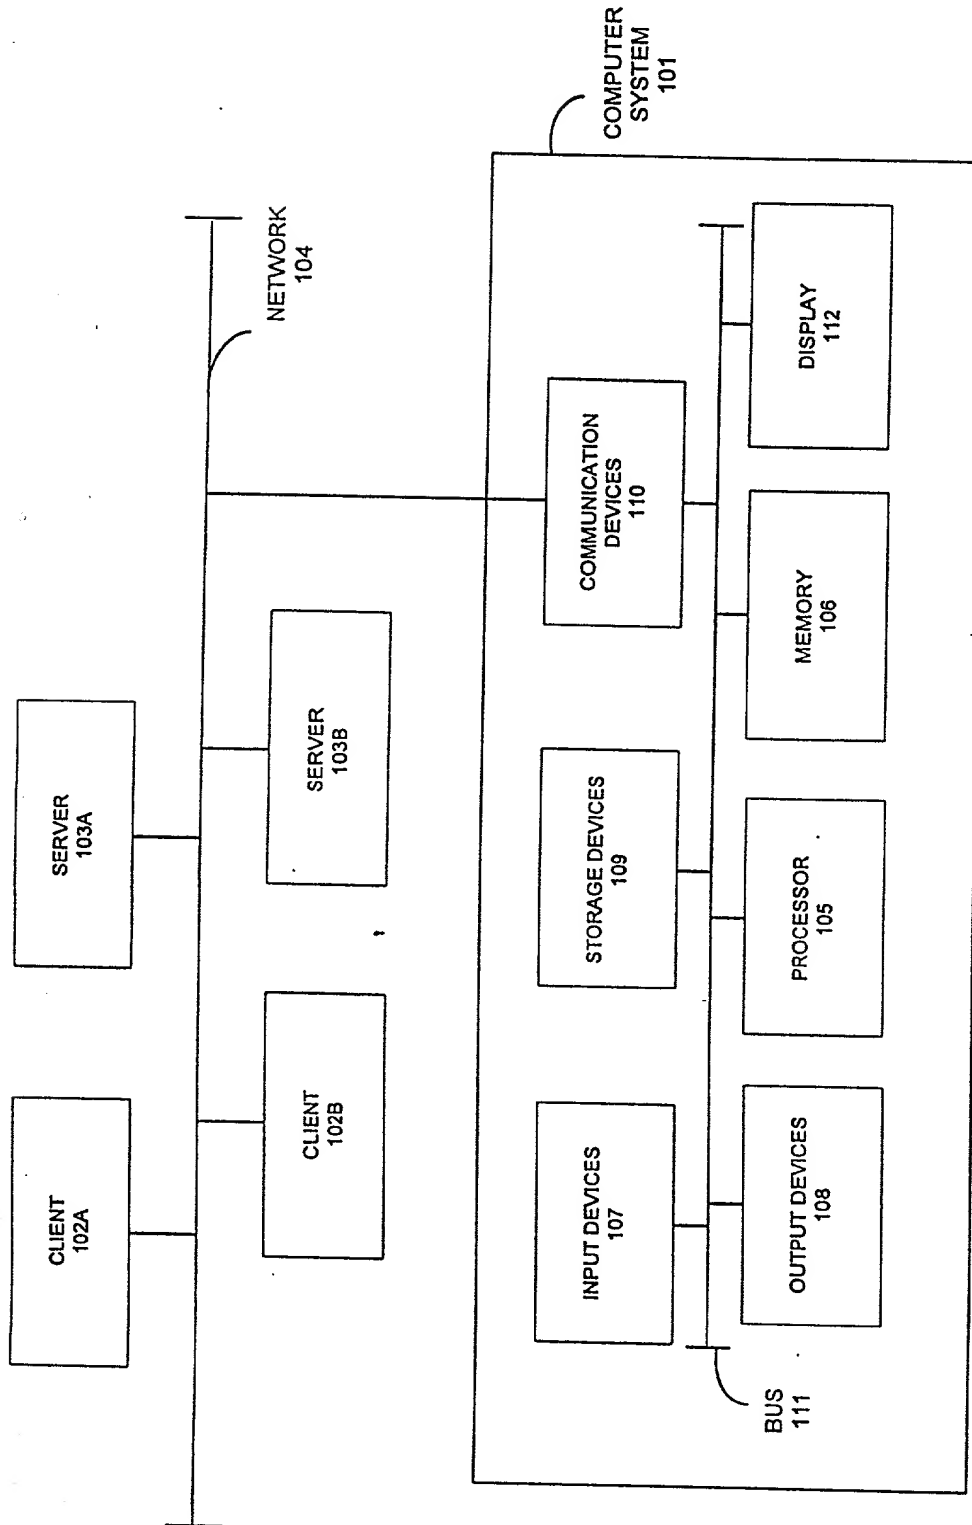 CLIENT
102A
SERVER
103A
CLIENT
102B
SERVER
103B
NETWORK
104
COMPUTER
SYSTEM
101
INPUT DEVICES
107
STORAGE DEVICES
109
COMMUNICATION
DEVICES
110
BUS
111
OUTPUT DEVICES
108
PROCESSOR
105
MEMORY
106
DISPLAY
112